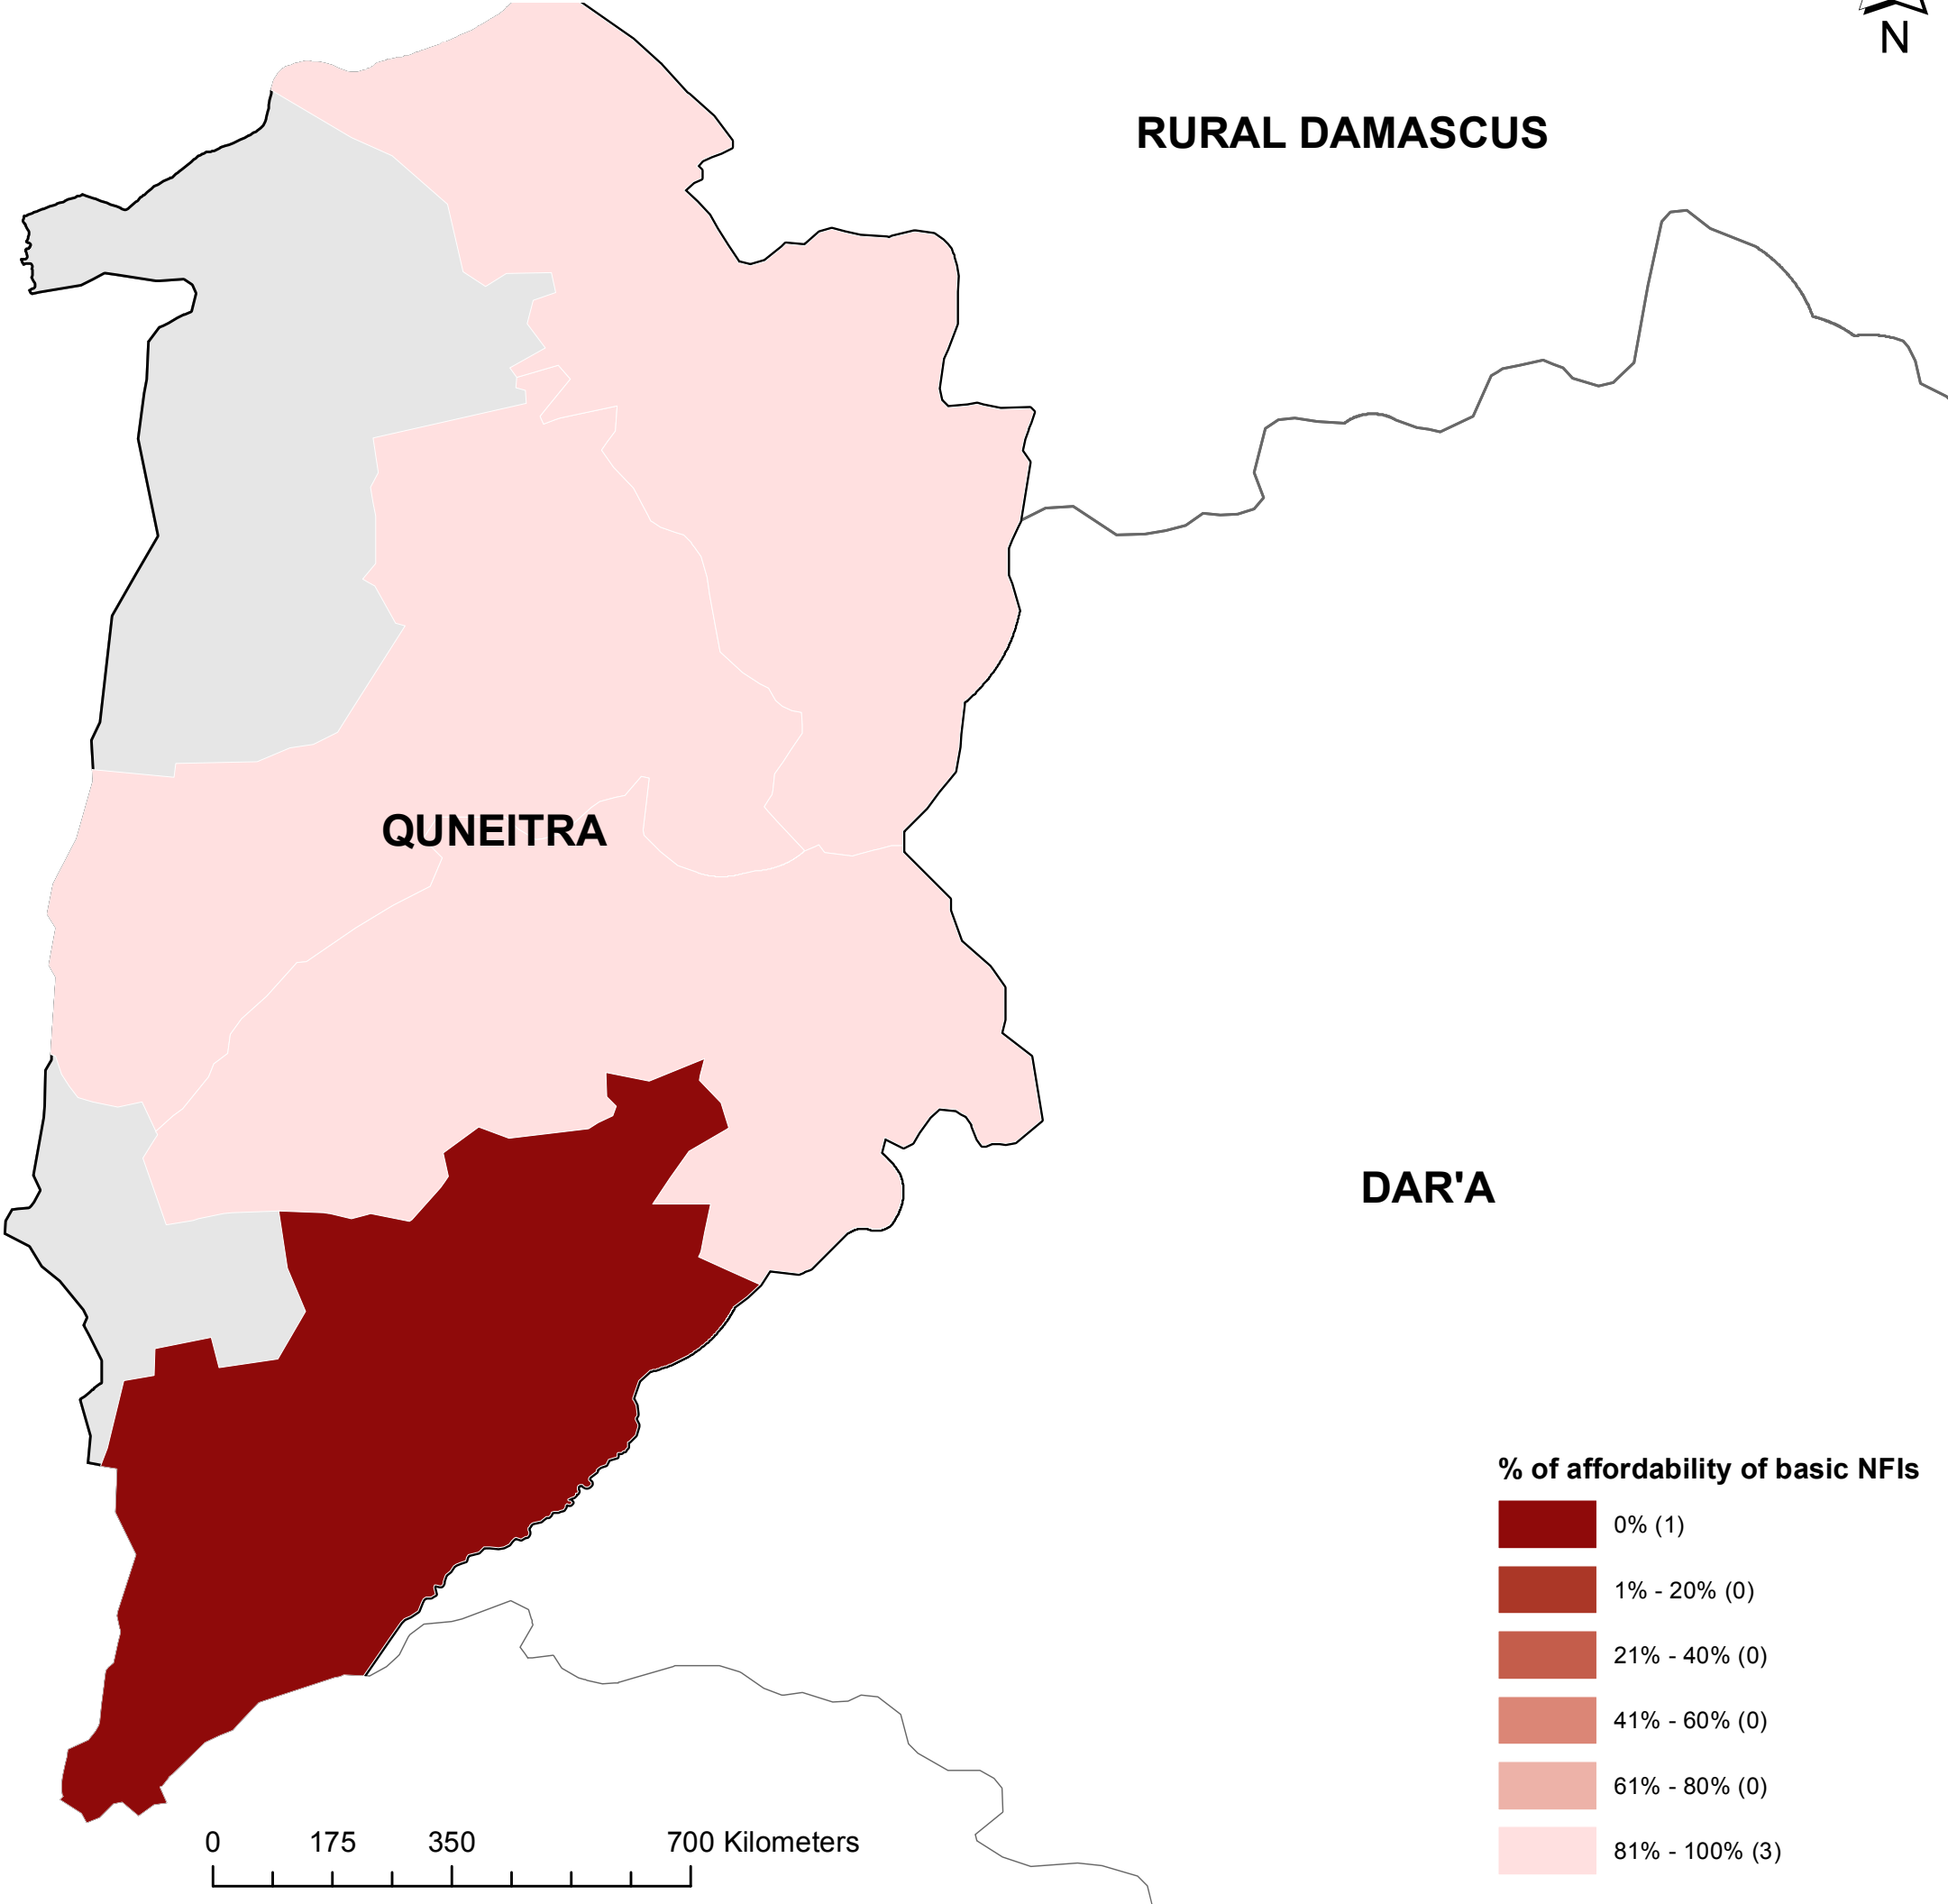 N
RURAL DAMASCUS
QUNEITRA
DAR'A
% of affordability of basic NFIs
0% (1)
1% - 20% (0)
21% - 40% (0)
41% - 60% (0)
61% - 80% (0)
81% - 100% (3)
0 175 350 700 Kilometers